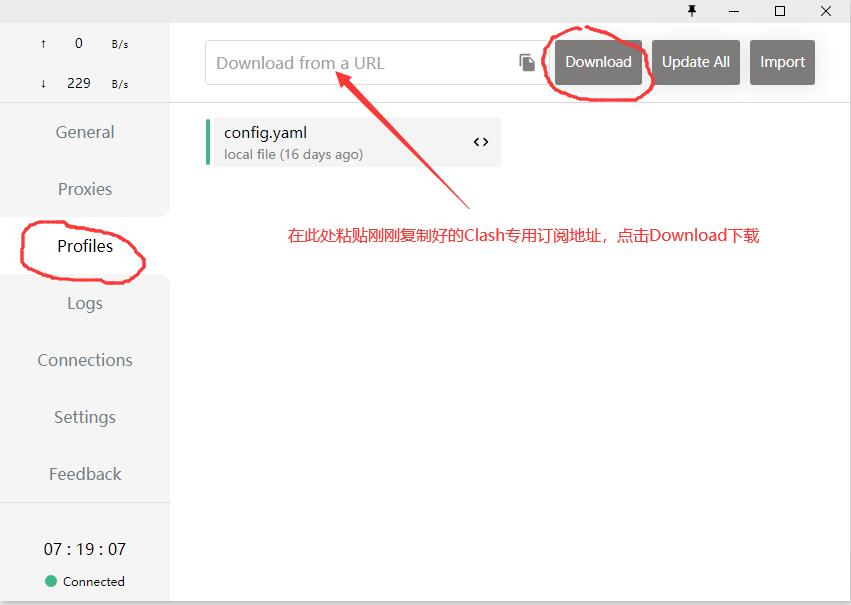 ↑ 0 B/s
↓ 229 B/s
General
Proxies
Profiles
Logs
Connections
Settings
Feedback
07 : 19 : 07
Connected
Download from a URL
Download
Update All
Import
config.yaml
local file (16 days ago)
在此处粘贴刚刚复制好的Clash专用订阅地址，点击Download下载